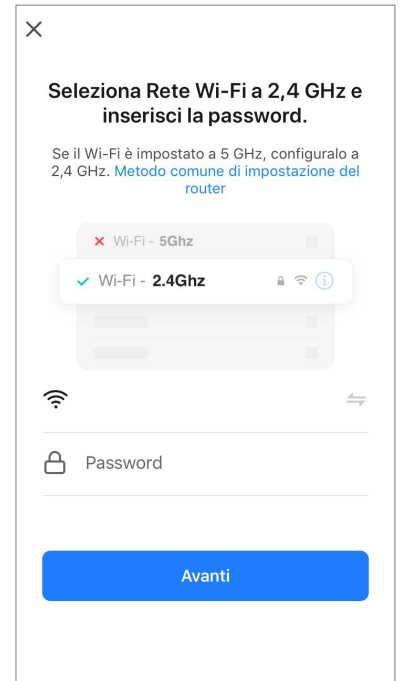 Seleziona Rete Wi-Fi a 2,4 GHz e
inserisci la password.
Se il Wi-Fi è impostato a 5 GHz, configuralo a
2,4 GHz. Metodo comune di impostazione del
router
Wi-Fi - 5Ghz
Wi-Fi - 2.4Ghz
Password
Avanti